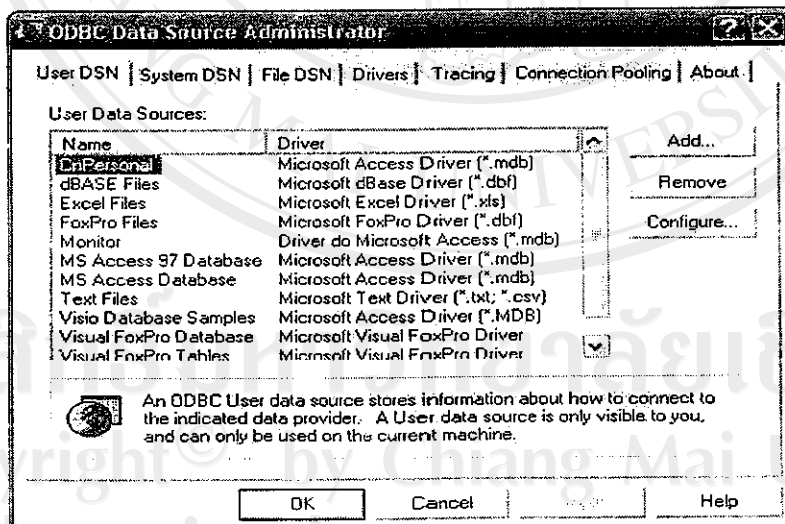 ODBC Data Source Administrator
User DSN System DSN File DSN Drivers Tracing Connection Pooling About
User Data Sources:
Name Driver
CnPersonal Microsoft Access Driver (*.mdb)
dBASE Files Microsoft dBase Driver (*.dbf)
Excel Files Microsoft Excel Driver (*.xls)
FoxPro Files Microsoft FoxPro Driver (*.dbf)
Monitor Driver do Microsoft Access (*.mdb)
MS Access 97 Database Microsoft Access Driver (*.mdb)
MS Access Database Microsoft Access Driver (*.mdb)
Text Files Microsoft Text Driver (*.txt; *.csv)
Visio Database Samples Microsoft Access Driver (*.MDB)
Visual FoxPro Database Microsoft Visual FoxPro Driver
Visual FoxPro Tables Microsoft Visual FoxPro Driver
Add...
Remove
Configure...
An ODBC User data source stores information about how to connect to
the indicated data provider. A User data source is only visible to you,
and can only be used on the current machine.
OK Cancel Help
by Chiang Mai